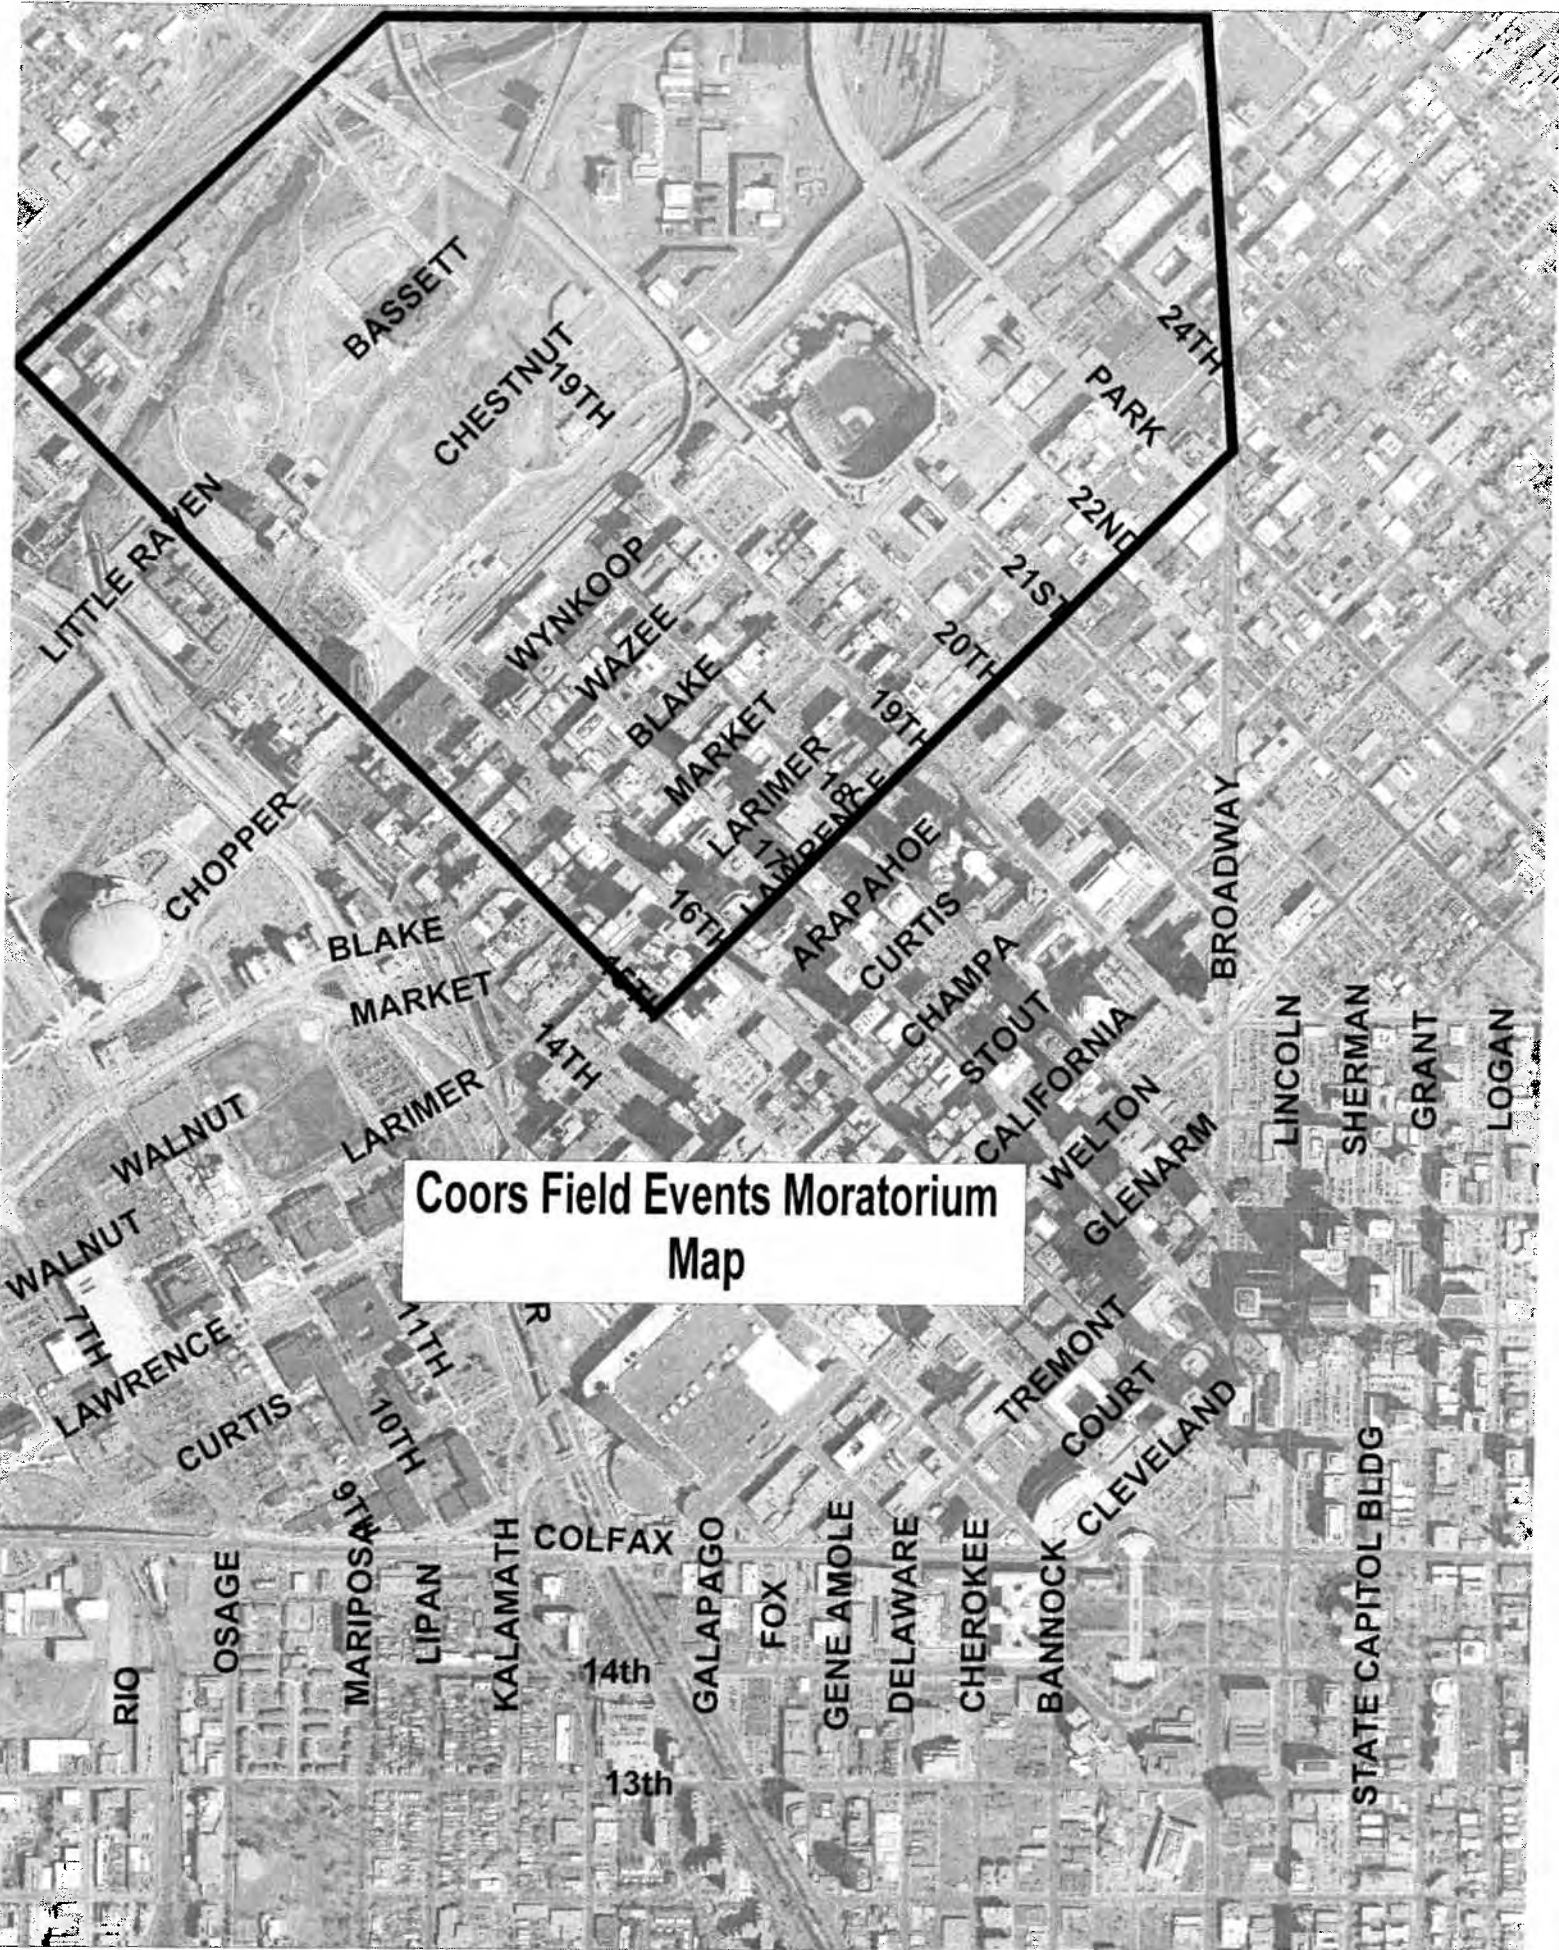 BASSETT
24TH
CHESTNUT
19TH
PARK
LITTLE RAVEN
22ND
WYNKOOP
21ST
WAZEE
20TH
BLAKE
19TH
MARKET
LARIMER
18
LAWRENCE
17
CHOPPER
ARAPAHOE
BROADWAY
16TH
CURTIS
BLAKE
15TH
CHAMPA
MARKET
STOUT
14TH
CALIFORNIA
LINCOLN
SHERMAN
GRANT
LOGAN
LARIMER
WALNUT
WELTON
GLENARM
Coors Field Events Moratorium
Map
WALNUT
7TH
R
11TH
LAWRENCE
TREMONT
CURTIS
10TH
COURT
CLEVELAND
9TH
COLFAX
STATE CAPITOL BLDG
OSAGE
MARIPOSA
LIPAN
KALAMATH
GALAPAGO
FOX
GENE AMOLE
DELAWARE
CHEROKEE
BANNOCK
RIO
14th
13th